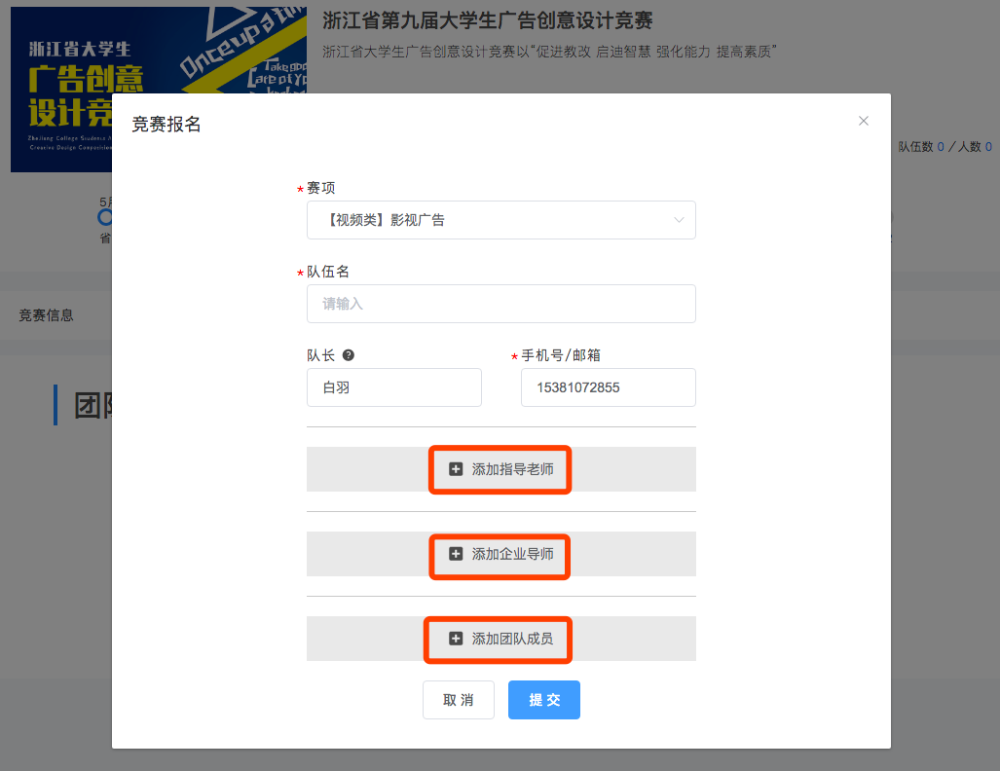 浙江省第九届大学生广告创意设计竞赛
浙江省大学生广告创意设计竞赛以“促进教改 启迪智慧 强化能力 提高素质”
浙江省大学生
广告创意
设计竞
Once upa tim
竞赛报名
队伍数 0 / 人数 0
* 赛项
【视频类】影视广告
* 队伍名
请输入
竞赛信息
队长
* 手机号/邮箱
白羽
15381072855
团队
添加指导老师
添加企业导师
添加团队成员
取消
提交